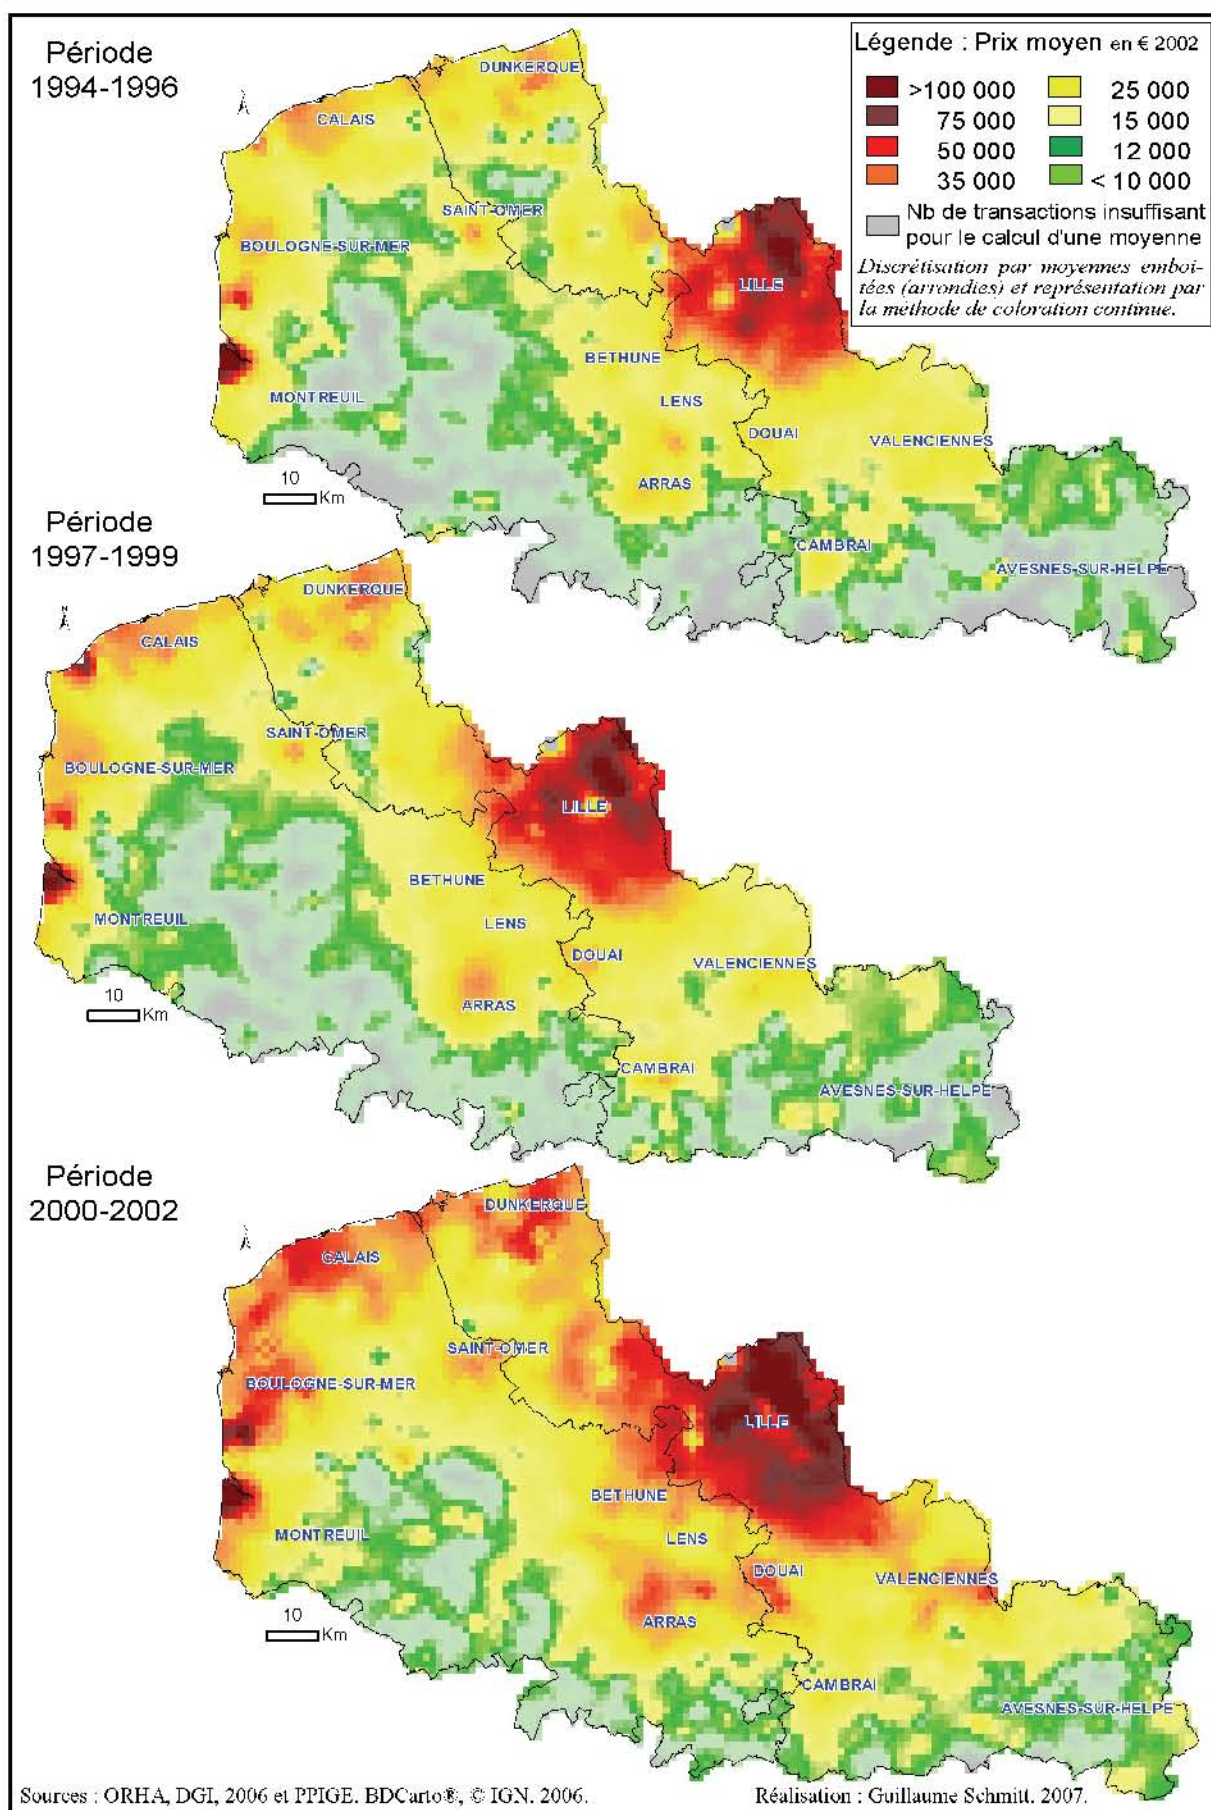 Période
1994-1996
Légende : Prix moyen en € 2002
>100 000
25 000
75 000
15 000
50 000
12 000
35 000
< 10 000
Nb de transactions insuffisant
pour le calcul d'une moyenne
Discrétisation par moyennes emboi-
tées (arrondies) et représentation par
la méthode de coloration continue.
DUNKERQUE
CALAIS
SAINT-OMER
BOULOGNE-SUR-MER
LILLE
BETHUNE
MONTREUIL
LENS
DOUAI
VALENCIENNES
ARRAS
10
Km
CAMBRAI
AVESNES-SUR-HELPE
Période
1997-1999
N
DUNKERQUE
CALAIS
SAINT-OMER
BOULOGNE-SUR-MER
LILLE
BETHUNE
MONTREUIL
LENS
DOUAI
VALENCIENNES
ARRAS
10
Km
CAMBRAI
AVESNES-SUR-HELPE
Période
2000-2002
DUNKERQUE
CALAIS
SAINT-OMER
BOULOGNE-SUR-MER
LILLE
BETHUNE
MONTREUIL
LENS
DOUAI
VALENCIENNES
ARRAS
10
Km
CAMBRAI
AVESNES-SUR-HELPE
Sources : ORHA, DGI, 2006 et PPIGE. BDCarto®, © IGN. 2006.
Réalisation : Guillaume Schmitt. 2007.